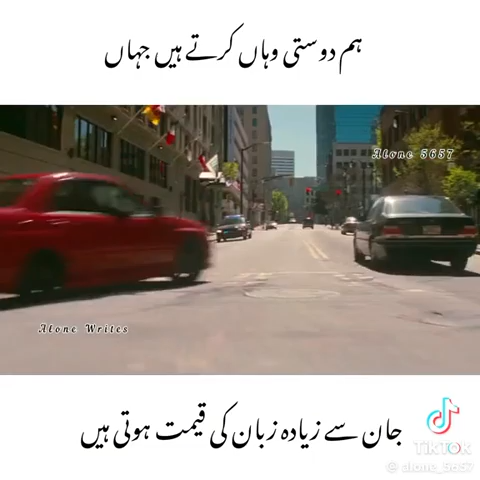 ہم دوستی وہاں کرتے ہیں جہاں
Alone 5657
Alone Writes
جان سے زیادہ زبان کی قیمت ہوتی ہیں
TikTok
@alone_5657